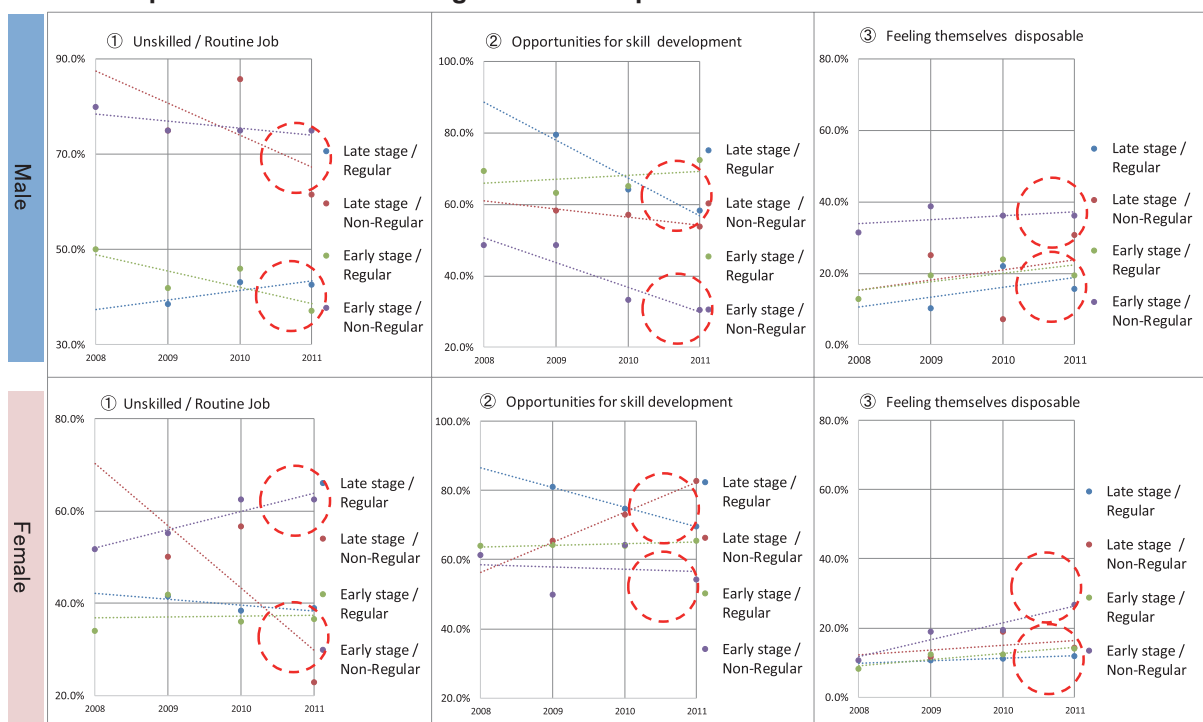 Male
① Unskilled / Routine Job
90.0%
70.0%
50.0%
30.0%
2008
2009
2010
2011
Late stage /
Regular
Late stage /
Non-Regular
Early stage /
Regular
Early stage /
Non-Regular
② Opportunities for skill development
100.0%
80.0%
60.0%
40.0%
20.0%
2008
2009
2010
2011
Late stage /
Regular
Late stage /
Non-Regular
Early stage /
Regular
Early stage /
Non-Regular
③ Feeling themselves disposable
80.0%
60.0%
40.0%
20.0%
0.0%
2008
2009
2010
2011
Late stage /
Regular
Late stage /
Non-Regular
Early stage /
Regular
Early stage /
Non-Regular
Female
① Unskilled / Routine Job
80.0%
60.0%
40.0%
20.0%
2008
2009
2010
2011
Late stage /
Regular
Late stage /
Non-Regular
Early stage /
Regular
Early stage /
Non-Regular
② Opportunities for skill development
100.0%
80.0%
60.0%
40.0%
20.0%
2008
2009
2010
2011
Late stage /
Regular
Late stage /
Non-Regular
Early stage /
Regular
Early stage /
Non-Regular
③ Feeling themselves disposable
80.0%
60.0%
40.0%
20.0%
0.0%
2008
2009
2010
2011
Late stage /
Regular
Late stage /
Non-Regular
Early stage /
Regular
Early stage /
Non-Regular